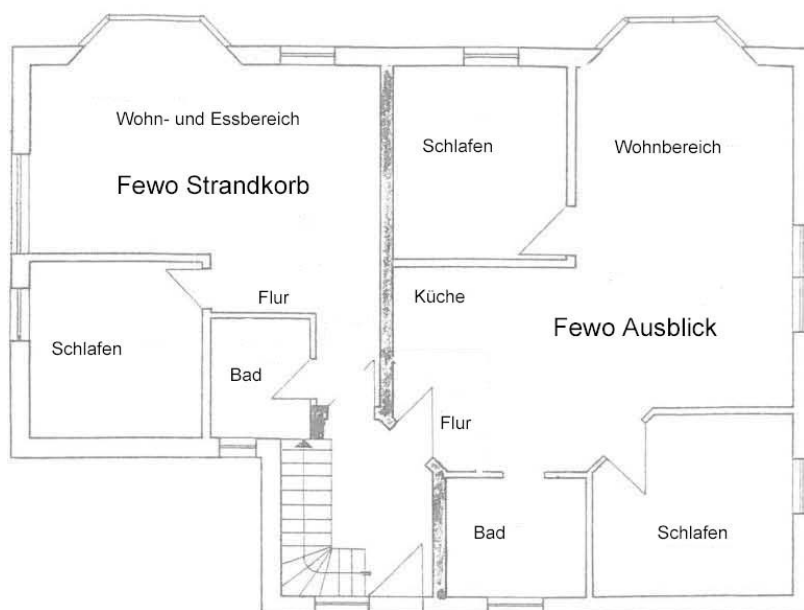 Wohn- und Essbereich
Fewo Strandkorb
Schlafen
Flur
Bad
Schlafen
Wohnbereich
Küche
Fewo Ausblick
Flur
Bad
Schlafen